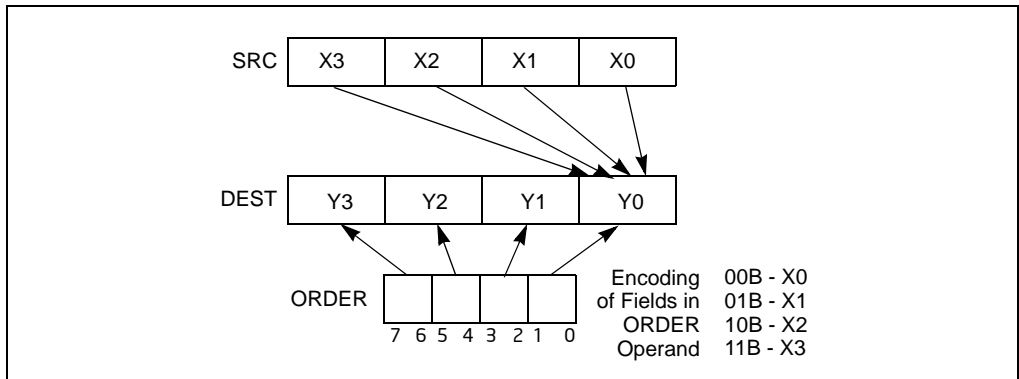 SRC X3 X2 X1 X0
DEST Y3 Y2 Y1 Y0
ORDER
7 6 5 4 3 2 1 0
Encoding 00B - X0
of Fields in 01B - X1
ORDER 10B - X2
Operand 11B - X3